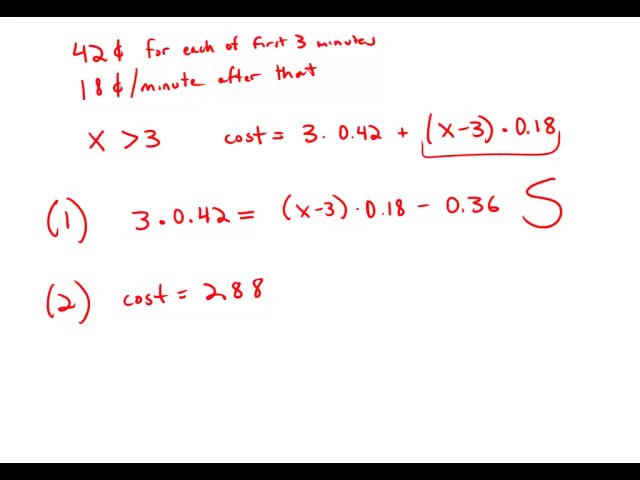 42¢ for each of first 3 minutes
18¢/minute after that
x > 3 cost = 3 · 0.42 + (x-3) · 0.18
(1) 3 · 0.42 = (x-3) · 0.18 - 0.36 S
(2) cost = 2.88